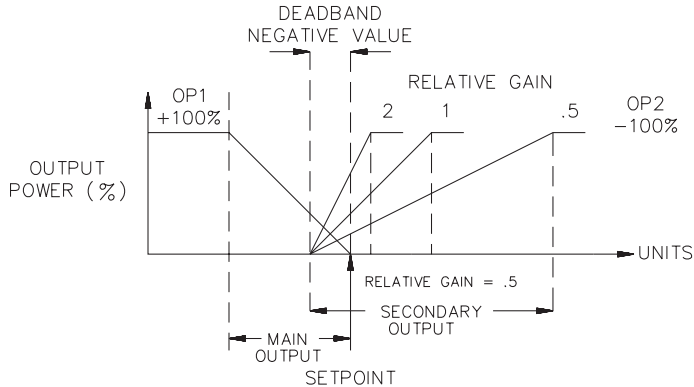 DEADBAND
NEGATIVE VALUE
RELATIVE GAIN
OP1
+100%
2
1
.5
OP2
-100%
OUTPUT
POWER (%)
UNITS
RELATIVE GAIN = .5
SECONDARY
OUTPUT
MAIN
OUTPUT
SETPOINT